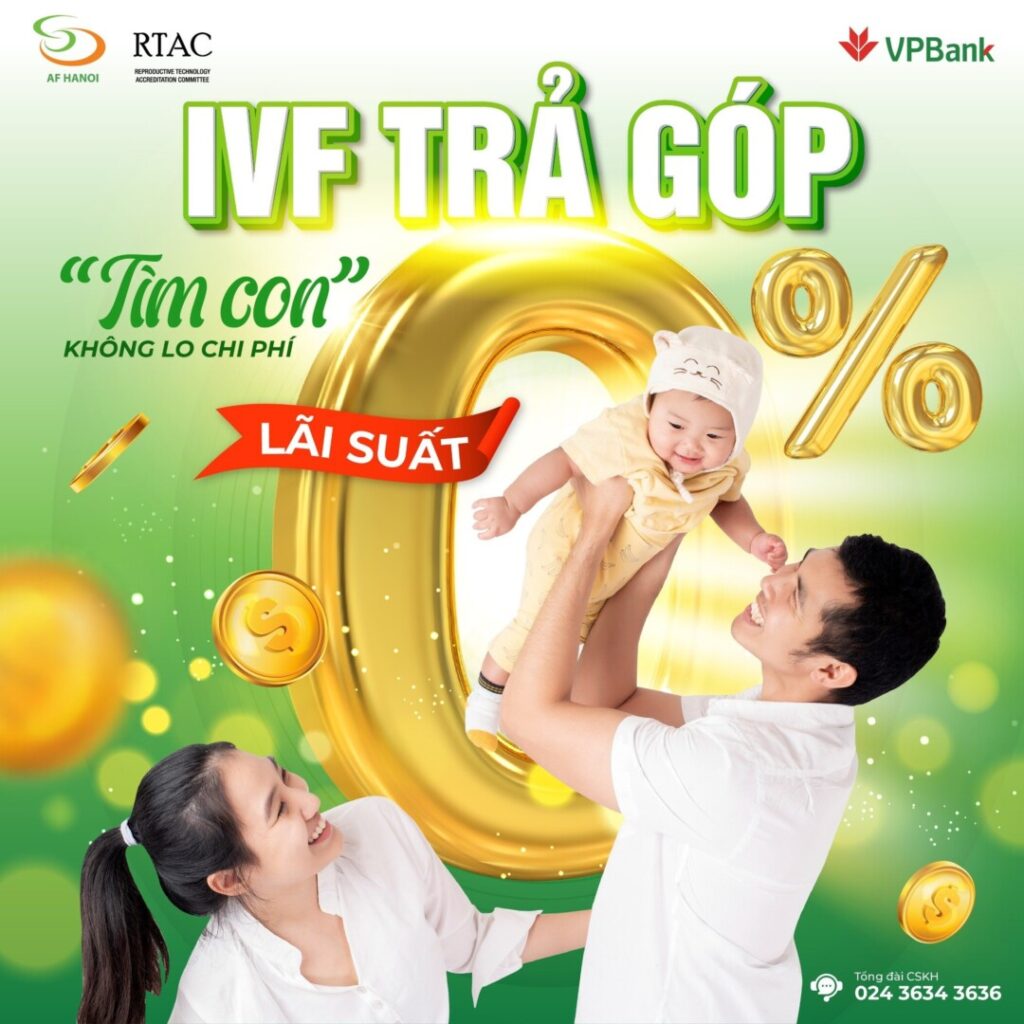 AF HANOI
RTAC
REPRODUCTIVE TECHNOLOGY
ACCREDITATION COMMITTEE
VPBank
IVF TRẢ GÓP
"Tìm con"
KHÔNG LO CHI PHÍ
LÃI SUẤT
0%
$
$
Tổng đài CSKH
024 3634 3636